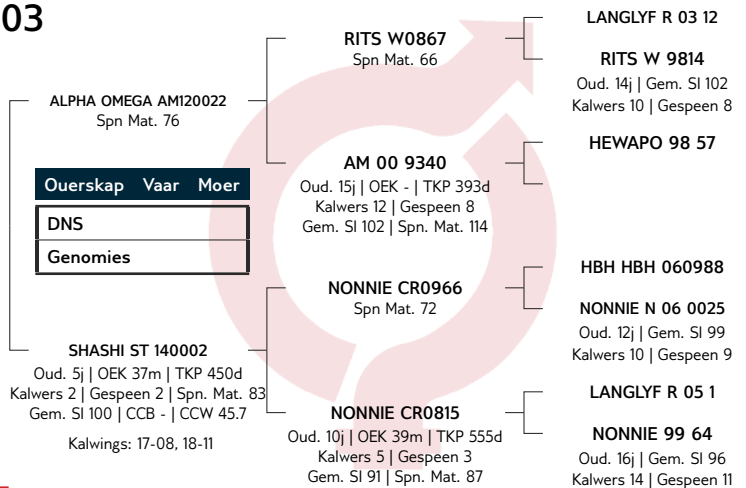 03
ALPHA OMEGA AM120022
Spn Mat. 76
Ouerskap Vaar Moer
DNS
Genomies
SHASHI ST 140002
Oud. 5j | OEK 37m | TKP 450d
Kalwers 2 | Gespeen 2 | Spn. Mat. 83
Gem. SI 100 | CCB - | CCW 45.7
Kalwings: 17-08, 18-11
RITS W0867
Spn Mat. 66
AM 00 9340
Oud. 15j | OEK - | TKP 393d
Kalwers 12 | Gespeen 8
Gem. SI 102 | Spn. Mat. 114
NONNIE CR0966
Spn Mat. 72
NONNIE CR0815
Oud. 10j | OEK 39m | TKP 555d
Kalwers 5 | Gespeen 3
Gem. SI 91 | Spn. Mat. 87
LANGLYF R 03 12
RITS W 9814
Oud. 14j | Gem. SI 102
Kalwers 10 | Gespeen 8
HEWAPO 98 57
HBH HBH 060988
NONNIE N 06 0025
Oud. 12j | Gem. SI 99
Kalwers 10 | Gespeen 9
LANGLYF R 05 1
NONNIE 99 64
Oud. 16j | Gem. SI 96
Kalwers 14 | Gespeen 11